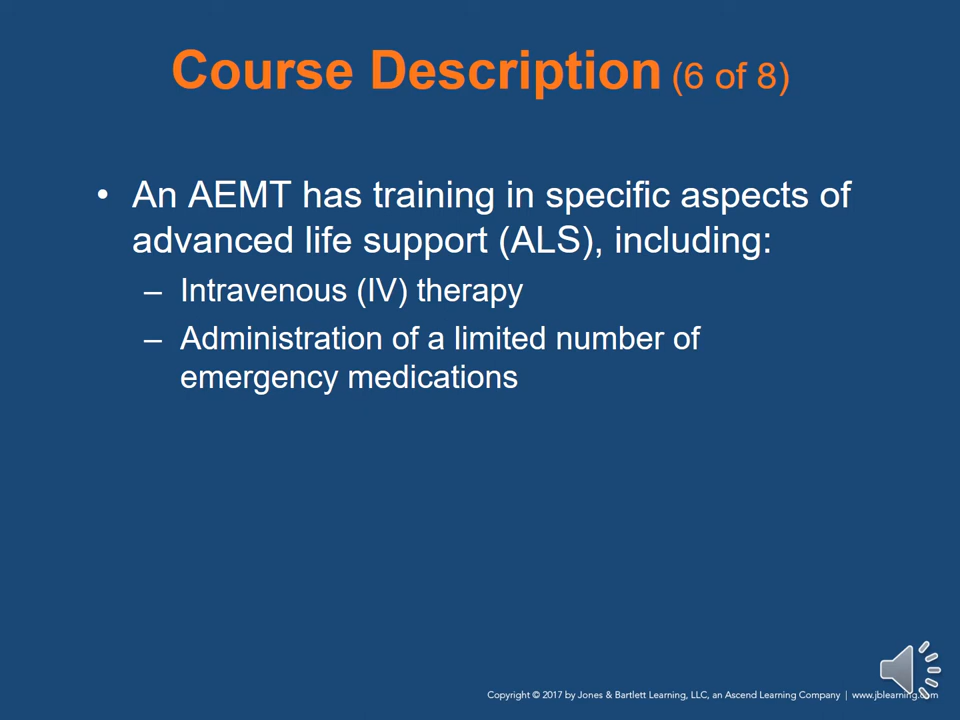 Course Description (6 of 8)
• An AEMT has training in specific aspects of
advanced life support (ALS), including:
– Intravenous (IV) therapy
– Administration of a limited number of
emergency medications
Copyright © 2017 by Jones & Bartlett Learning, LLC, an Ascend Learning Company | www.jblearning.com